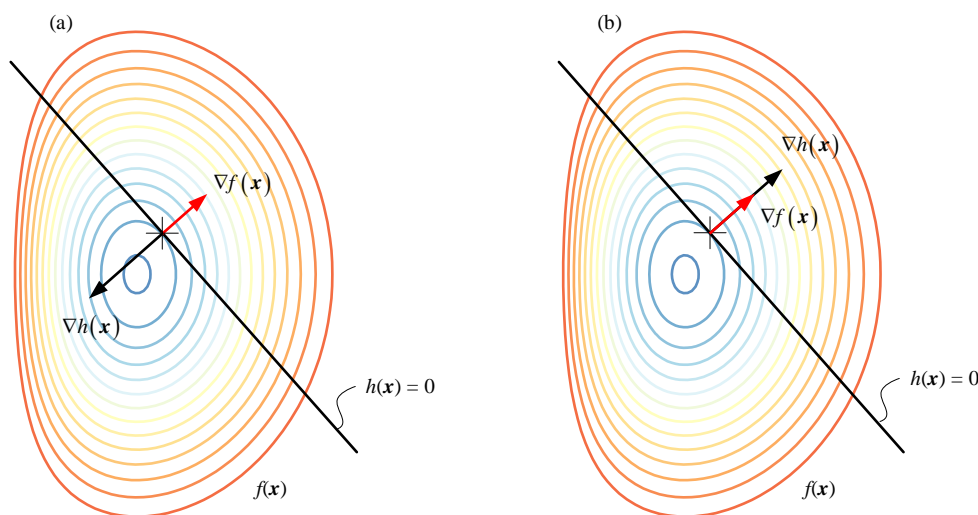 (a)
∇f(x)
∇h(x)
h(x) = 0
f(x)
(b)
∇h(x)
∇f(x)
h(x) = 0
f(x)